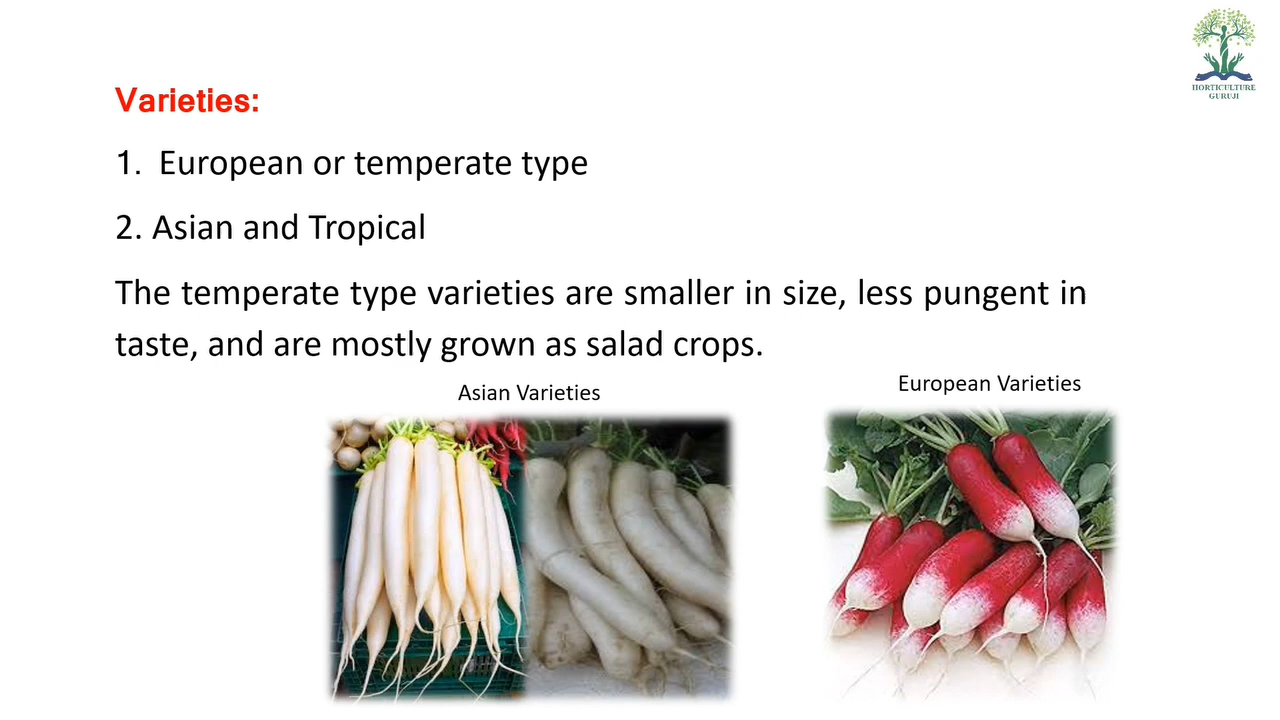 HORTICULTURE
GURUJI
Varieties:
1. European or temperate type
2. Asian and Tropical
The temperate type varieties are smaller in size, less pungent in
taste, and are mostly grown as salad crops.
Asian Varieties
European Varieties